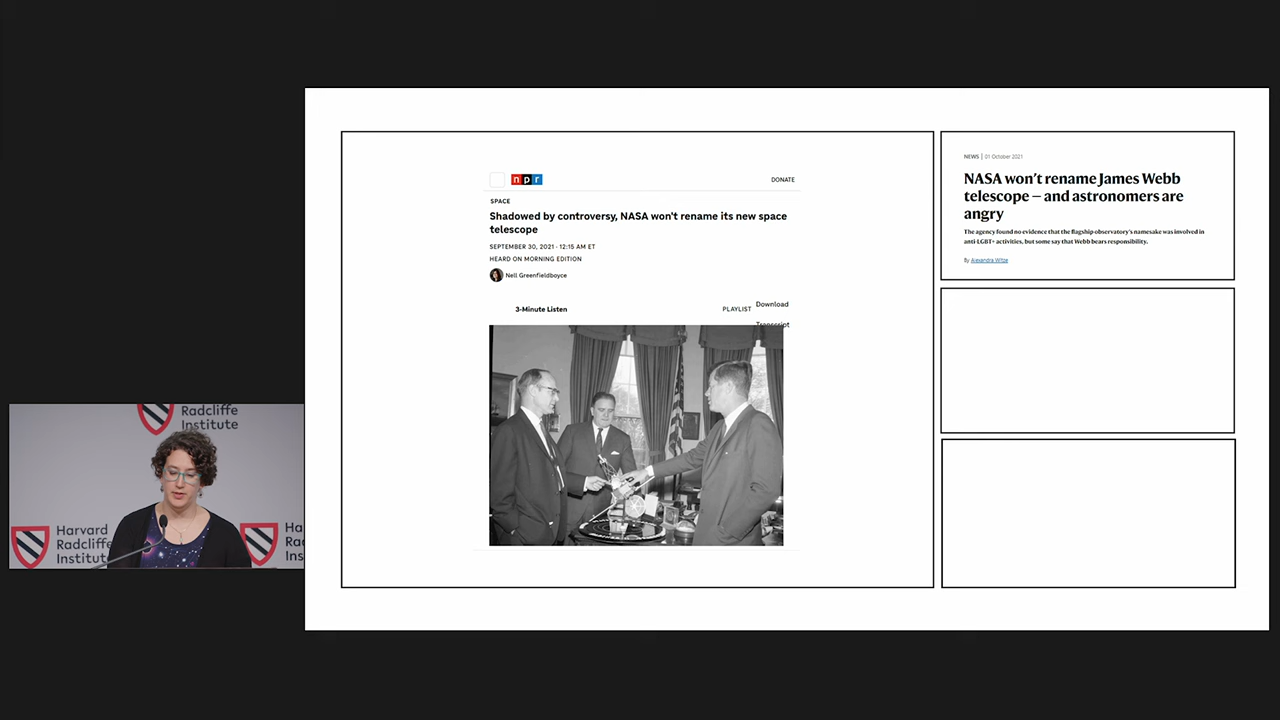 npr
DONATE
SPACE
Shadowed by controversy, NASA won't rename its new space
telescope
SEPTEMBER 30, 2021 · 12:15 AM ET
HEARD ON MORNING EDITION
Nell Greenfieldboyce
3-Minute Listen
PLAYLIST
Download
Transcript
NEWS | 01 October 2021
NASA won't rename James Webb
telescope — and astronomers are
angry
The agency found no evidence that the flagship observatory's namesake was involved in
anti-LGBT+ activities, but some say that Webb bears responsibility.
By Alexandra Witze
Radcliffe
Institute
Harvard
Radcliffe
Institute
Ha
Ra
Ins